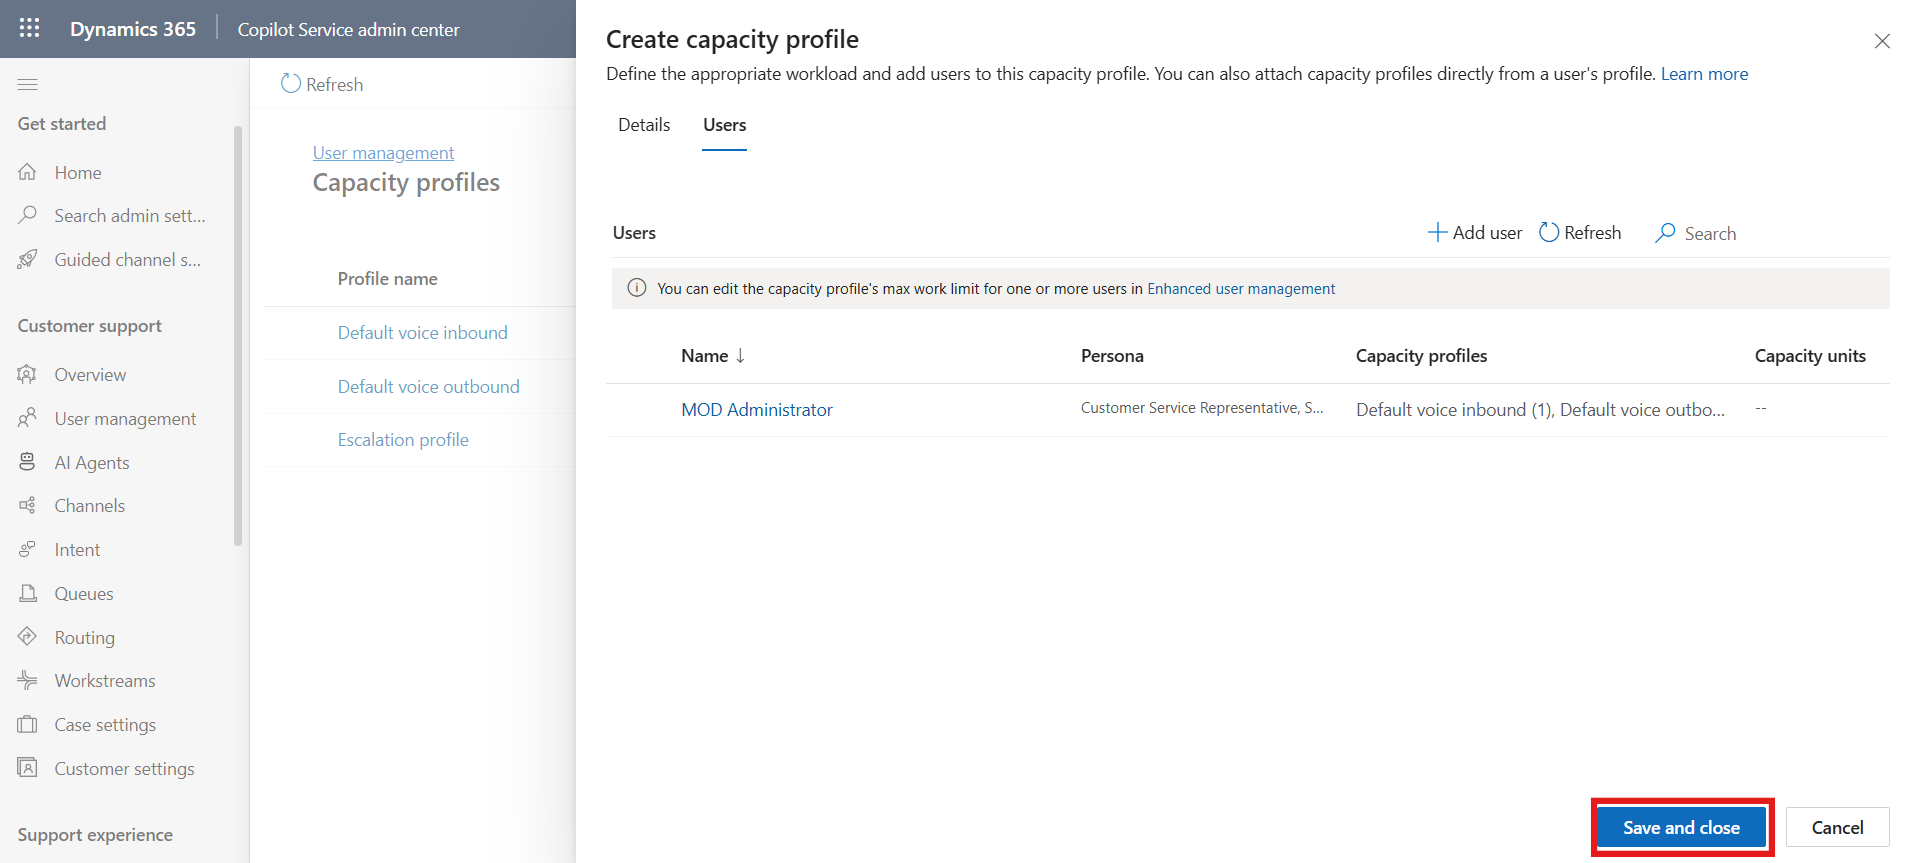 Dynamics 365
Copilot Service admin center
Get started
Home
Search admin sett...
Guided channel s...
Customer support
Overview
User management
AI Agents
Channels
Intent
Queues
Routing
Workstreams
Case settings
Customer settings
Support experience
Refresh
User management
Capacity profiles
Profile name
Default voice inbound
Default voice outbound
Escalation profile
Create capacity profile
Define the appropriate workload and add users to this capacity profile. You can also attach capacity profiles directly from a user's profile. Learn more
Details Users
Users
Add user Refresh Search
You can edit the capacity profile's max work limit for one or more users in Enhanced user management
Name Persona Capacity profiles Capacity units
MOD Administrator Customer Service Representative, S... Default voice inbound (1), Default voice outbo... --
Save and close Cancel